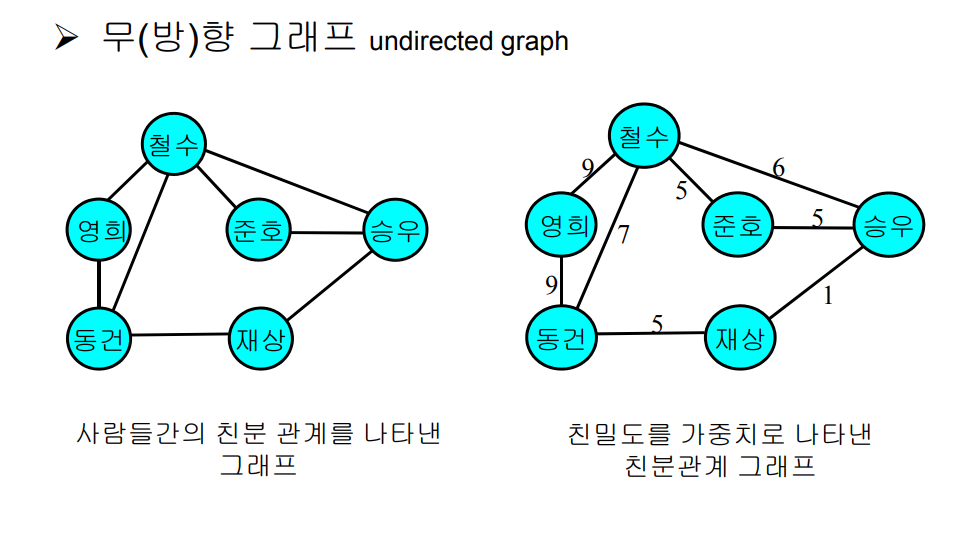 ➤ 무(방)향 그래프 undirected graph
철수
영희
준호
승우
동건
재상
사람들간의 친분 관계를 나타낸
그래프
철수
9
6
5
영희
준호
5
승우
7
9
1
동건
5
재상
친밀도를 가중치로 나타낸
친분관계 그래프